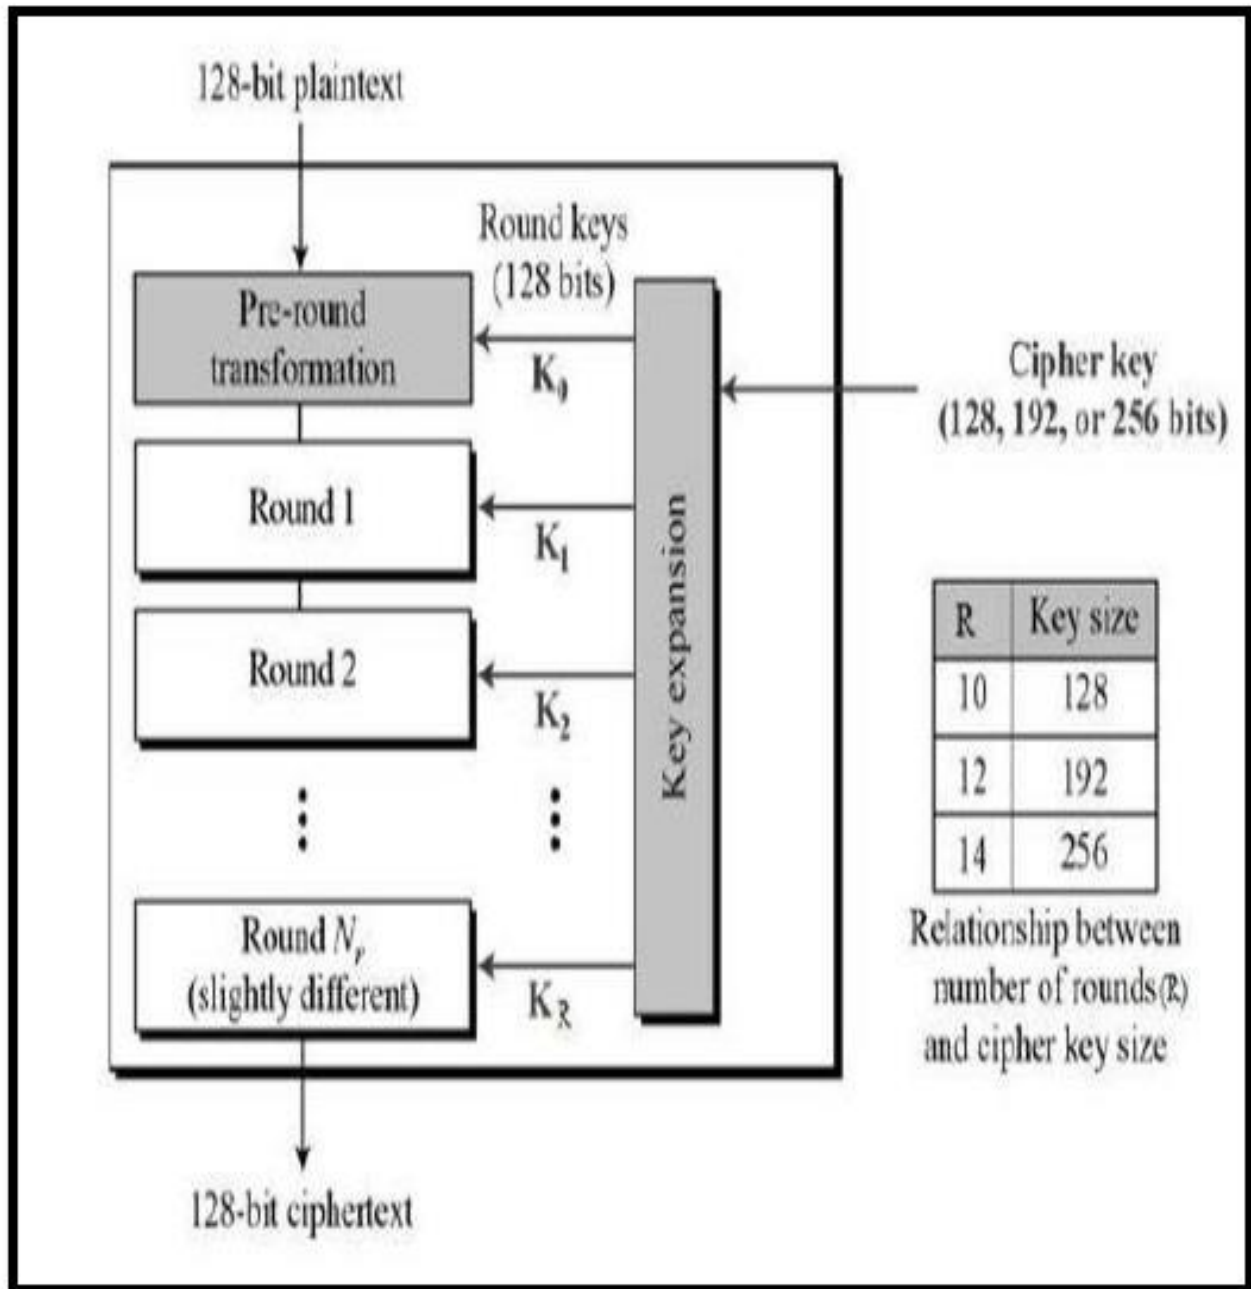 128-bit plaintext
Round keys
(128 bits)
Pre-round
transformation
K0
Cipher key
(128, 192, or 256 bits)
Round 1
K1
Round 2
K2
Key expansion
R Key size
10 128
12 192
14 256
Round Nr
(slightly different)
KR
Relationship between
number of rounds(R)
and cipher key size
128-bit ciphertext